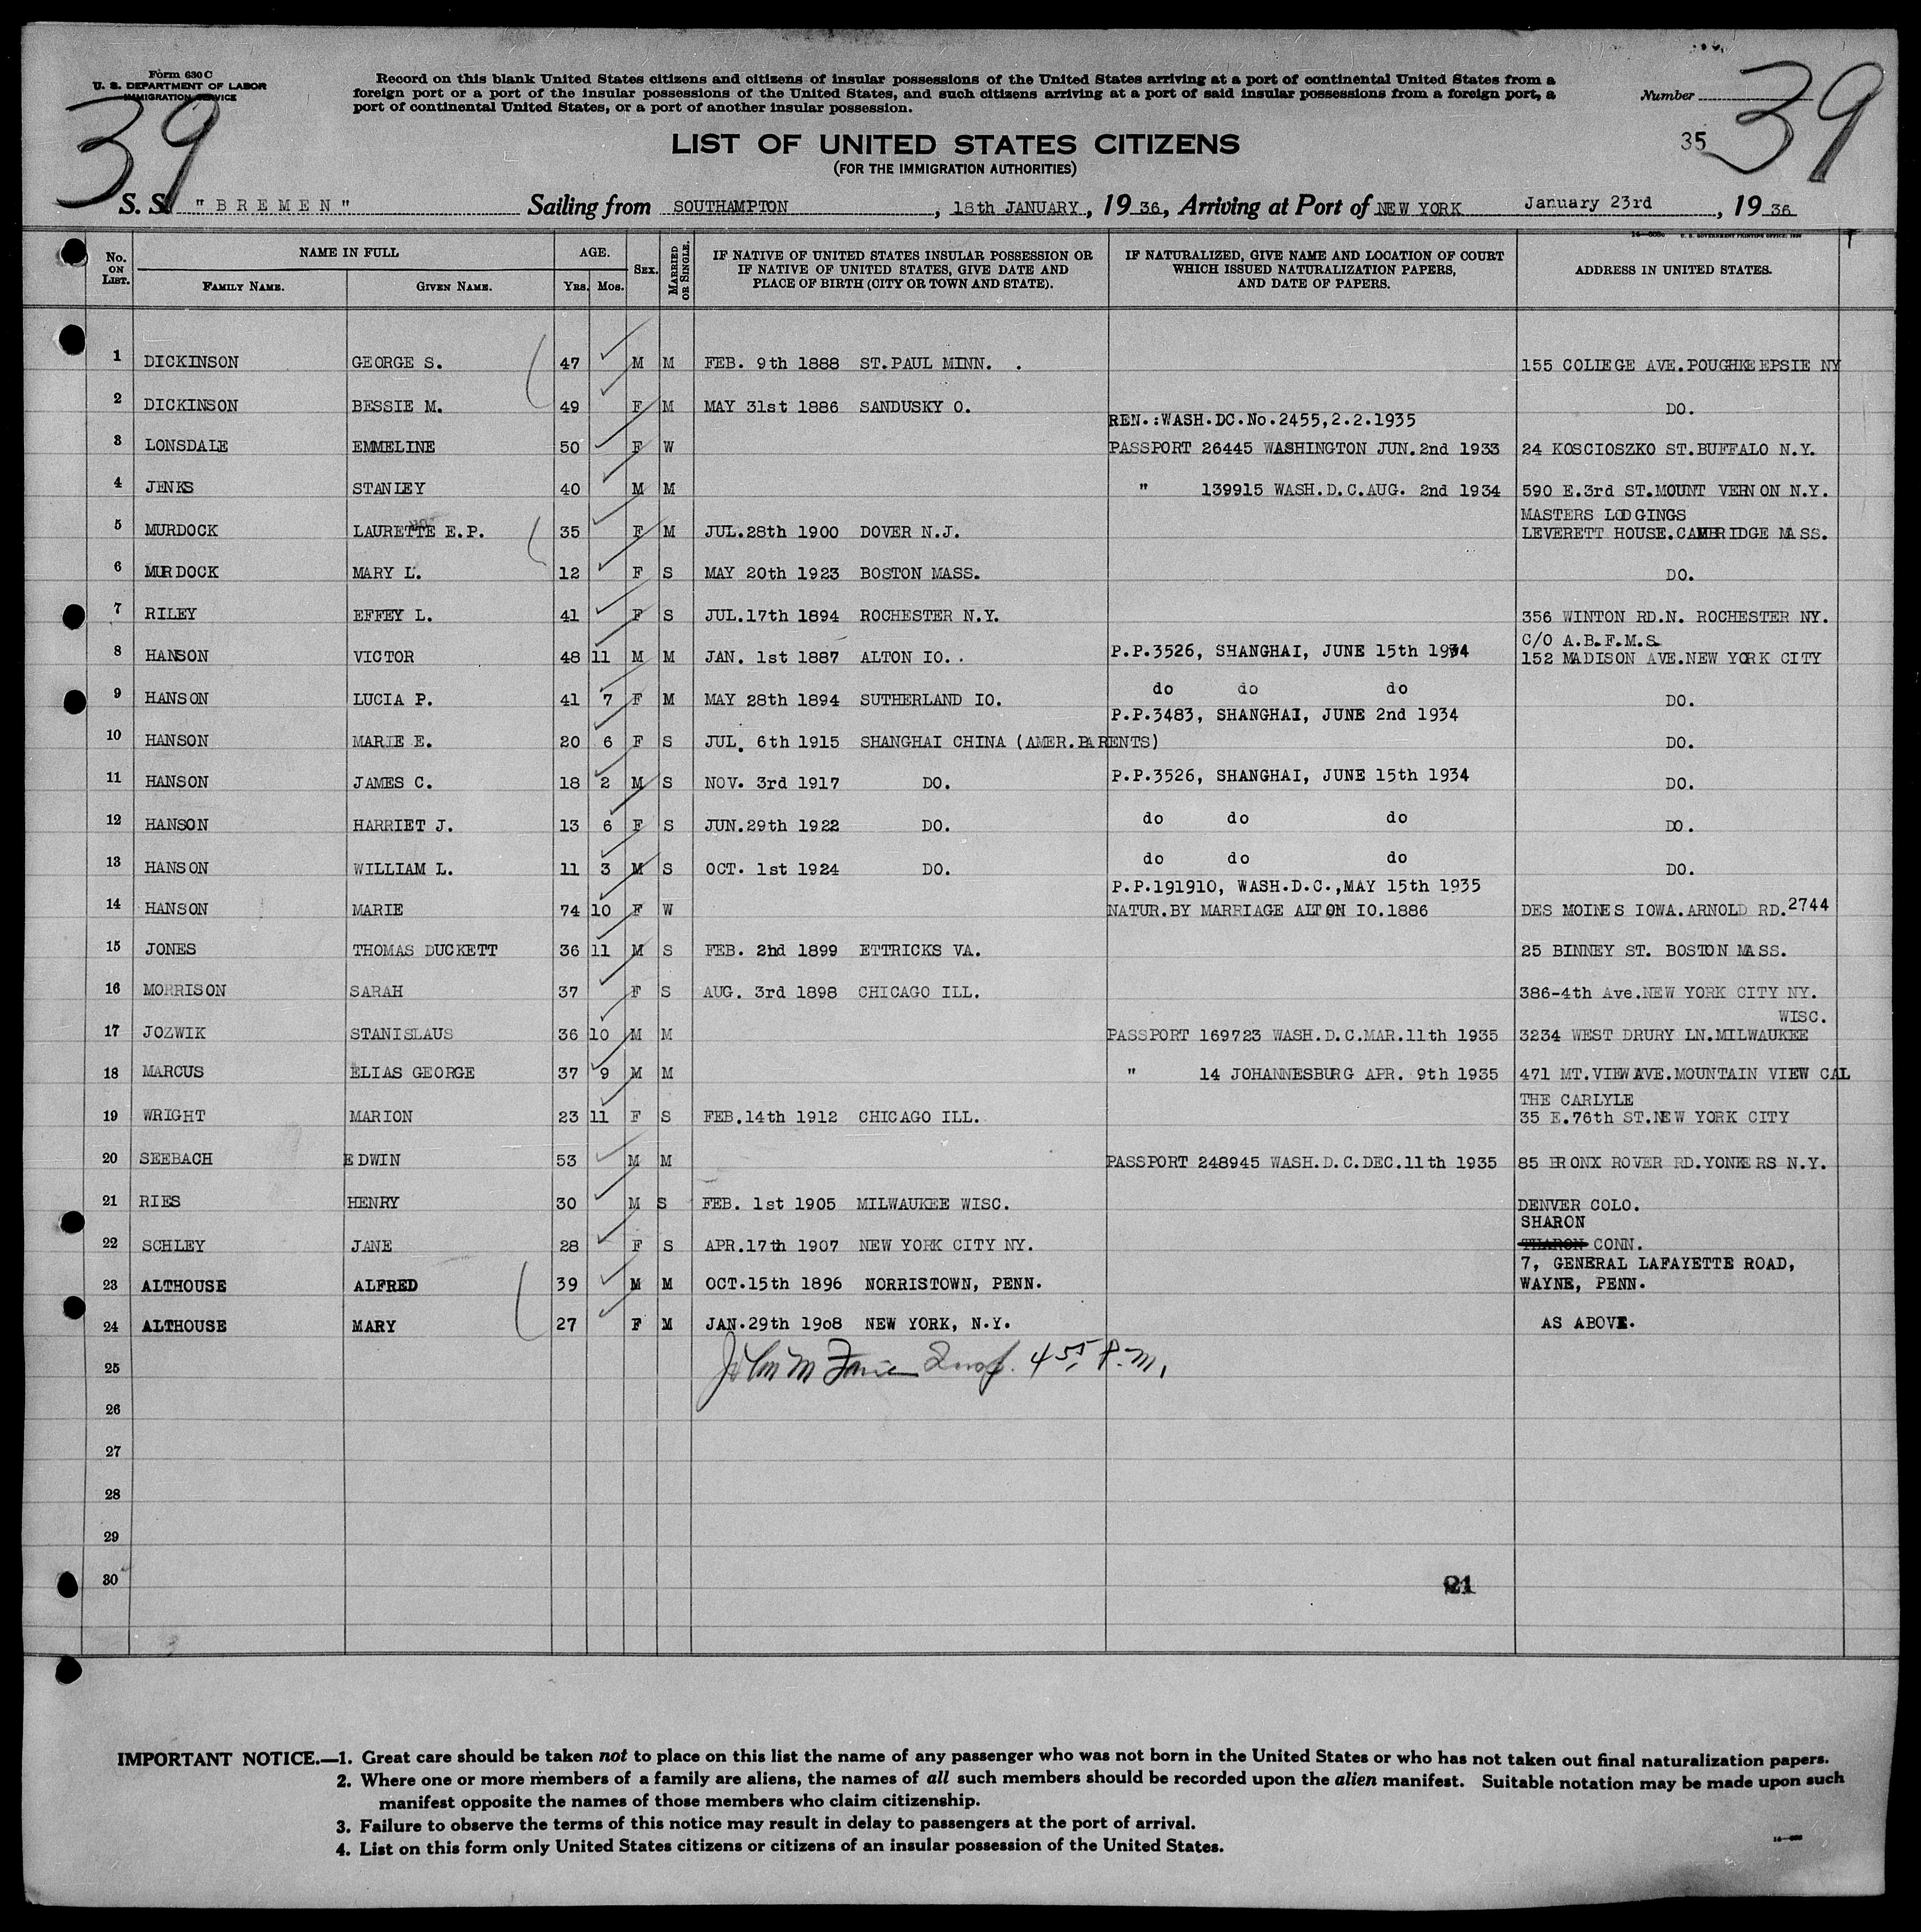 Form 630 C
U. S. DEPARTMENT OF LABOR
IMMIGRATION SERVICE
39
Record on this blank United States citizens and citizens of insular possessions of the United States arriving at a port of continental United States from a
foreign port or a port of the insular possessions of the United States, and such citizens arriving at a port of said insular possessions from a foreign port, a
port of continental United States, or a port of another insular possession.
Number
35 39
LIST OF UNITED STATES CITIZENS
(FOR THE IMMIGRATION AUTHORITIES)
S. S. "BREMEN" Sailing from SOUTHAMPTON, 18th JANUARY, 19 36, Arriving at Port of NEW YORK January 23rd, 19 36
U. S. GOVERNMENT PRINTING OFFICE
No. ON LIST. NAME IN FULL FAMILY NAME. GIVEN NAME. AGE. YRS. MOS. SEX. MARRIED OR SINGLE. IF NATIVE OF UNITED STATES INSULAR POSSESSION OR IF NATIVE OF UNITED STATES, GIVE DATE AND PLACE OF BIRTH (CITY OR TOWN AND STATE). IF NATURALIZED, GIVE NAME AND LOCATION OF COURT WHICH ISSUED NATURALIZATION PAPERS, AND DATE OF PAPERS. ADDRESS IN UNITED STATES.
1 DICKINSON GEORGE S. 47 M M FEB. 9th 1888 ST.PAUL MINN. . 155 COLLEGE AVE.POUGHKEEPSIE NY
2 DICKINSON BESSIE M. 49 F M MAY 31st 1886 SANDUSKY O. DO.
REN.:WASH.DC.No.2455,2.2.1935
3 LONSDALE EMMELINE 50 F W PASSPORT 26445 WASHINGTON JUN.2nd 1933 24 KOSCIOSZKO ST.BUFFALO N.Y.
4 JENKS STANLEY 40 M M " 139915 WASH.D.C.AUG. 2nd 1934 590 E.3rd ST.MOUNT VERNON N.Y.
MASTERS LODGINGS
5 MURDOCK LAURETTE E.P. 35 F M JUL.28th 1900 DOVER N.J. LEVERETT HOUSE.CAMBRIDGE MASS.
6 MURDOCK MARY L. 12 F S MAY 20th 1923 BOSTON MASS. DO.
7 RILEY EFFEY L. 41 F S JUL.17th 1894 ROCHESTER N.Y. 356 WINTON RD.N. ROCHESTER NY.
C/O A.B.F.M.S.
8 HANSON VICTOR 48 11 M M JAN. 1st 1887 ALTON IO. . P.P.3526, SHANGHAI, JUNE 15th 1934 152 MADISON AVE.NEW YORK CITY
9 HANSON LUCIA P. 41 7 F M MAY 28th 1894 SUTHERLAND IO. do do do DO.
P.P.3483, SHANGHAI, JUNE 2nd 1934
10 HANSON MARIE E. 20 6 F S JUL. 6th 1915 SHANGHAI CHINA (AMER.PARENTS) DO.
11 HANSON JAMES C. 18 2 M S NOV. 3rd 1917 DO. P.P.3526, SHANGHAI, JUNE 15th 1934 DO.
12 HANSON HARRIET J. 13 6 F S JUN.29th 1922 DO. do do do DO.
13 HANSON WILLIAM L. 11 3 M S OCT. 1st 1924 DO. do do do DO.
P.P.191910, WASH.D.C.,MAY 15th 1935
14 HANSON MARIE 74 10 F W NATUR.BY MARRIAGE ALTON IO.1886 DES MOINES IOWA.ARNOLD RD.2744
15 JONES THOMAS DUCKETT 36 11 M S FEB. 2nd 1899 ETTRICKS VA. 25 BINNEY ST. BOSTON MASS.
16 MORRISON SARAH 37 F S AUG. 3rd 1898 CHICAGO ILL. 386-4th Ave.NEW YORK CITY NY.
WISC.
17 JOZWIK STANISLAUS 36 10 M M PASSPORT 169723 WASH.D.C.MAR.11th 1935 3234 WEST DRURY LN.MILWAUKEE
18 MARCUS ELIAS GEORGE 37 9 M M " 14 JOHANNESBURG APR. 9th 1935 471 MT.VIEW AVE.MOUNTAIN VIEW CAL
THE CARLYLE
19 WRIGHT MARION 23 11 F S FEB.14th 1912 CHICAGO ILL. 35 E.76th ST.NEW YORK CITY
20 SEEBACH EDWIN 53 M M PASSPORT 248945 WASH.D.C.DEC.11th 1935 85 BRONX ROVER RD.YONKERS N.Y.
21 RIES HENRY 30 M S FEB. 1st 1905 MILWAUKEE WISC. DENVER COLO.
SHARON
22 SCHLEY JANE 28 F S APR.17th 1907 NEW YORK CITY NY. THARON CONN.
7, GENERAL LAFAYETTE ROAD,
23 ALTHOUSE ALFRED 39 M M OCT.15th 1896 NORRISTOWN, PENN. WAYNE, PENN.
24 ALTHOUSE MARY 27 F M JAN.29th 1908 NEW YORK, N.Y. AS ABOVE.
25 John M 455 P.M.
26
27
28
29
30 21
IMPORTANT NOTICE.—1. Great care should be taken not to place on this list the name of any passenger who was not born in the United States or who has not taken out final naturalization papers.
2. Where one or more members of a family are aliens, the names of all such members should be recorded upon the alien manifest. Suitable notation may be made upon such
manifest opposite the names of those members who claim citizenship.
3. Failure to observe the terms of this notice may result in delay to passengers at the port of arrival.
4. List on this form only United States citizens or citizens of an insular possession of the United States.